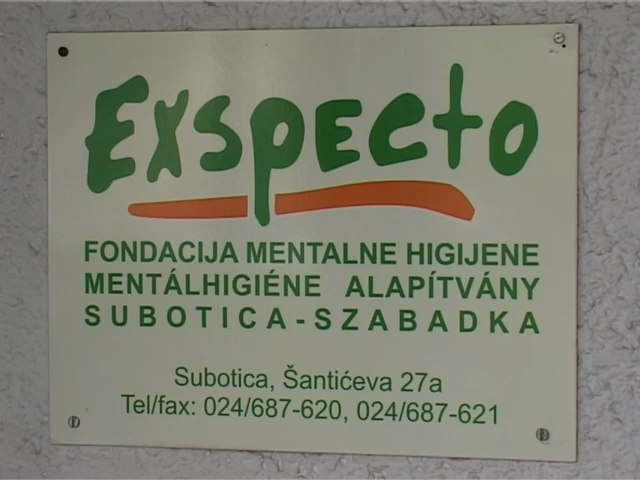 Exspecto
FONDACIJA MENTALNE HIGIJENE
MENTÁLHIGIÉNE ALAPÍTVÁNY
SUBOTICA-SZABADKA
Subotica, Šantićeva 27a
Tel/fax: 024/687-620, 024/687-621